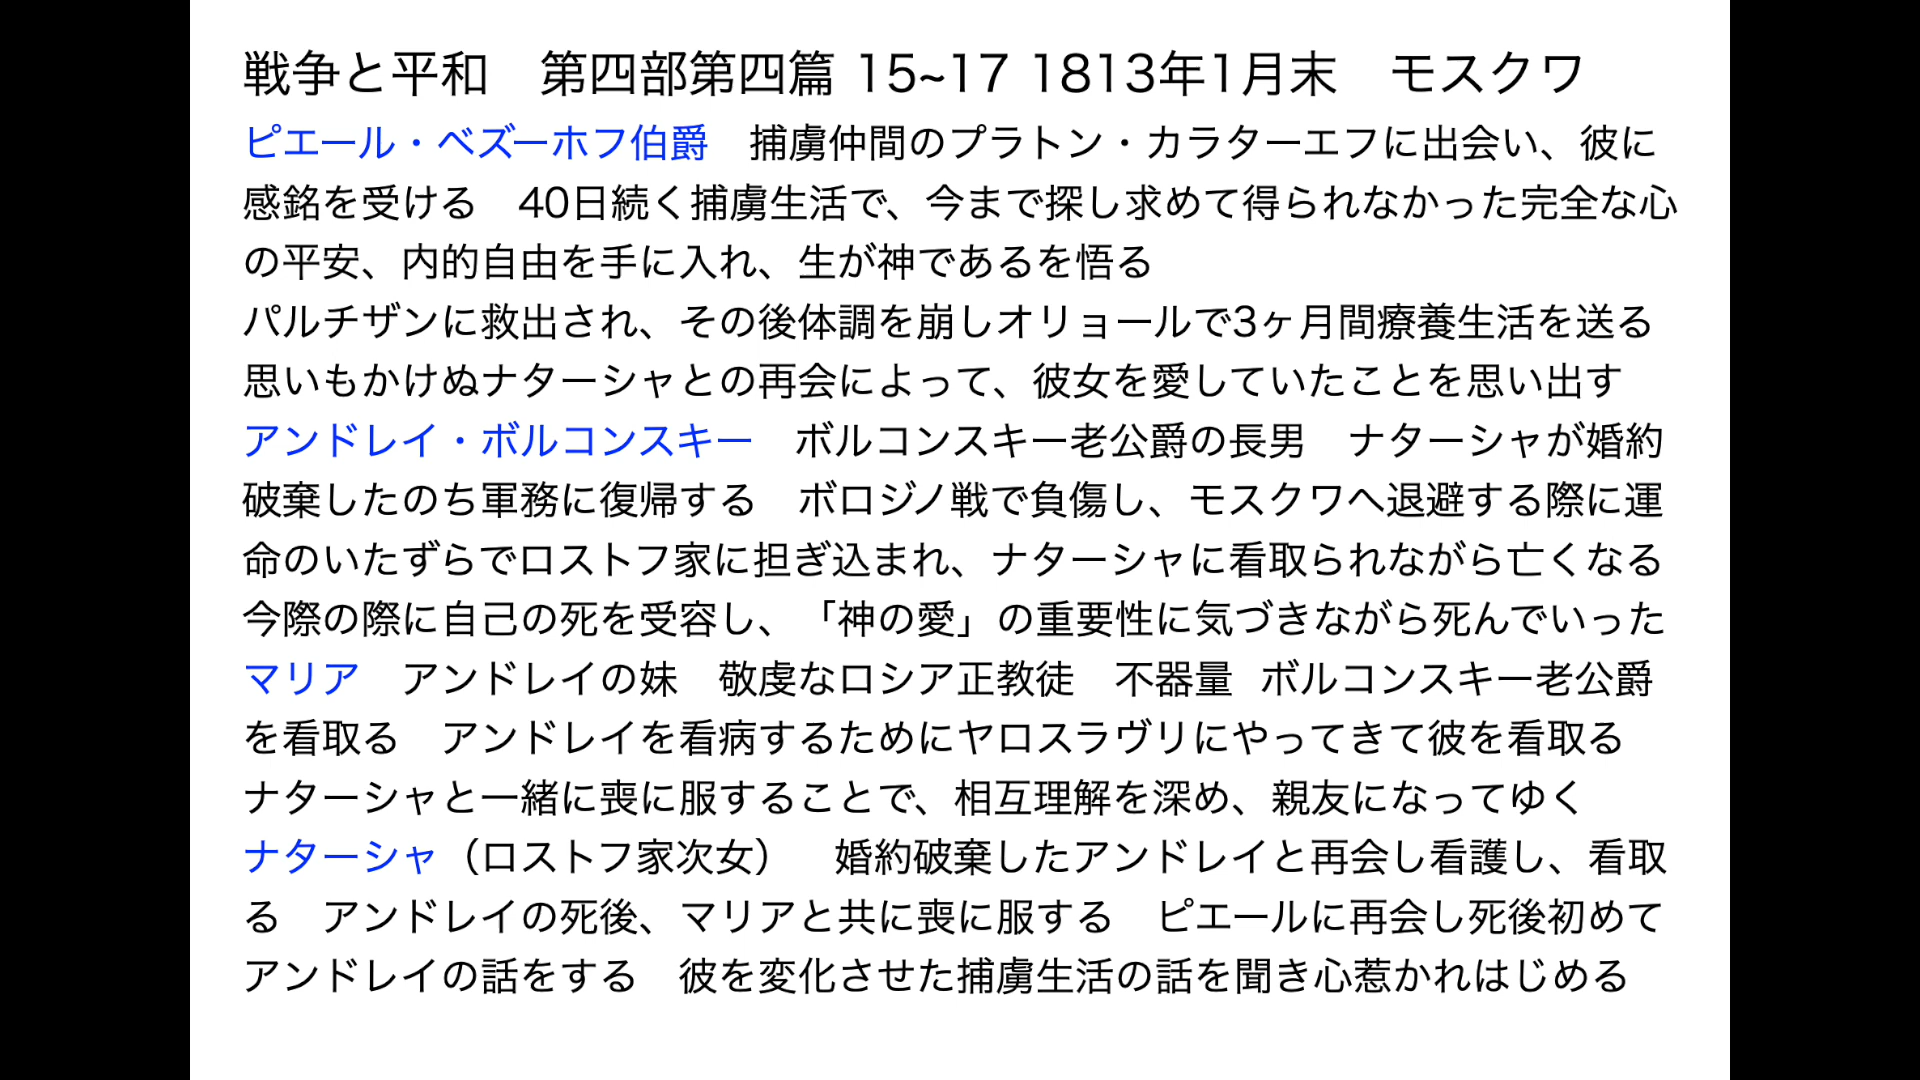 戦争と平和　第四部第四篇 15~17 1813年1月末　モスクワ
ピエール・ベズーホフ伯爵　捕虜仲間のプラトン・カラターエフに出会い、彼に
感銘を受ける　40日続く捕虜生活で、今まで探し求めて得られなかった完全な心
の平安、内的自由を手に入れ、生が神であるを悟る
パルチザンに救出され、その後体調を崩しオリョールで3ヶ月間療養生活を送る
思いもかけぬナターシャとの再会によって、彼女を愛していたことを思い出す
アンドレイ・ボルコンスキー　ボルコンスキー老公爵の長男　ナターシャが婚約
破棄したのち軍務に復帰する　ボロジノ戦で負傷し、モスクワへ退避する際に運
命のいたずらでロストフ家に担ぎ込まれ、ナターシャに看取られながら亡くなる
今際の際に自己の死を受容し、「神の愛」の重要性に気づきながら死んでいった
マリア　アンドレイの妹　敬虔なロシア正教徒　不器量 ボルコンスキー老公爵
を看取る　アンドレイを看病するためにヤロスラヴリにやってきて彼を看取る
ナターシャと一緒に喪に服することで、相互理解を深め、親友になってゆく
ナターシャ（ロストフ家次女）　婚約破棄したアンドレイと再会し看護し、看取
る　アンドレイの死後、マリアと共に喪に服する　ピエールに再会し死後初めて
アンドレイの話をする　彼を変化させた捕虜生活の話を聞き心惹かれはじめる